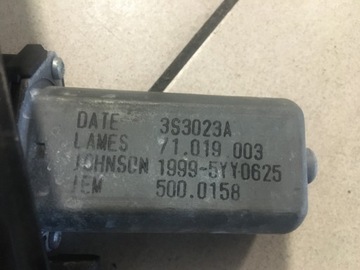 DATE 3S3023A
LAMES 71.019 003
JOHNSON 1999-5YY0625
IEM 500.0158